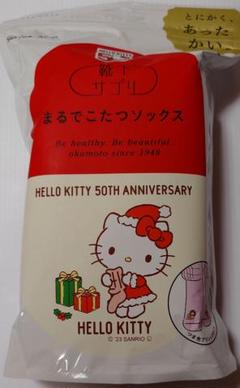 とにかく、
あった
かい
靴下
サプリ
まるでこたつソックス
Be healthy. Be beautiful.
okamoto since 1948
HELLO KITTY 50TH ANNIVERSARY
HELLO KITTY
© '23 SANRIO